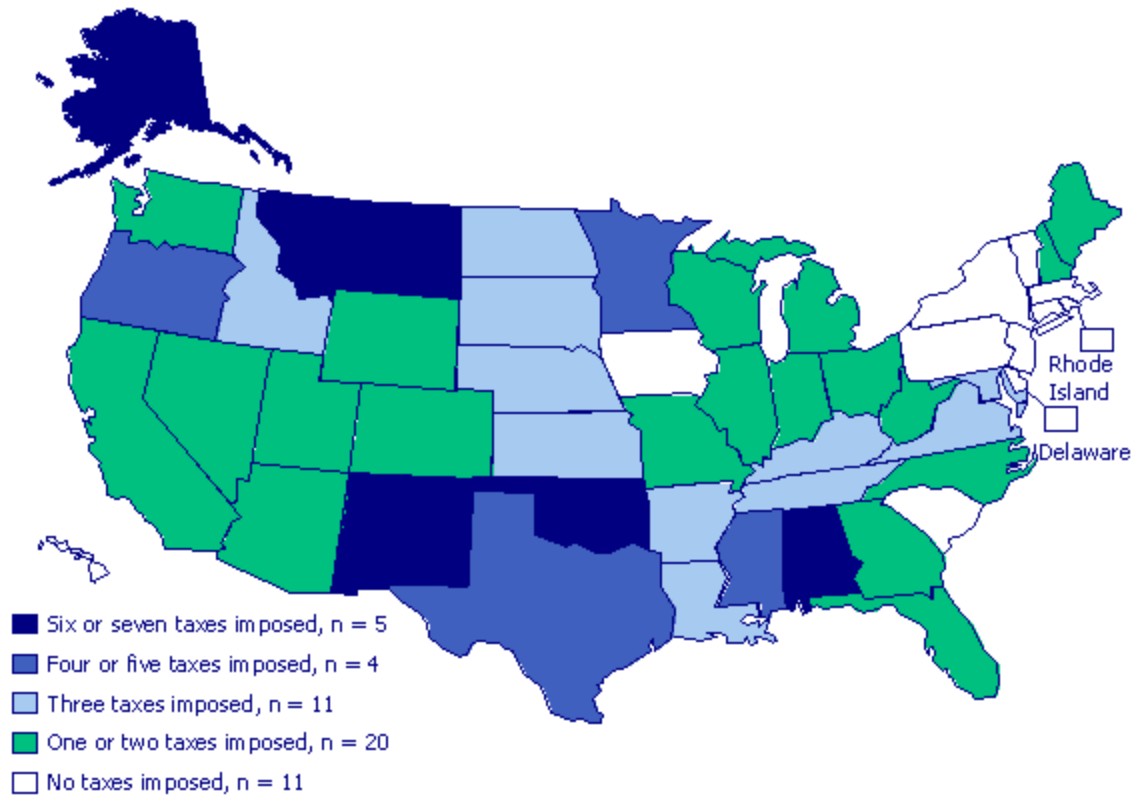 Rhode
Island
Delaware
Six or seven taxes imposed, n = 5
Four or five taxes imposed, n = 4
Three taxes imposed, n = 11
One or two taxes imposed, n = 20
No taxes imposed, n = 11